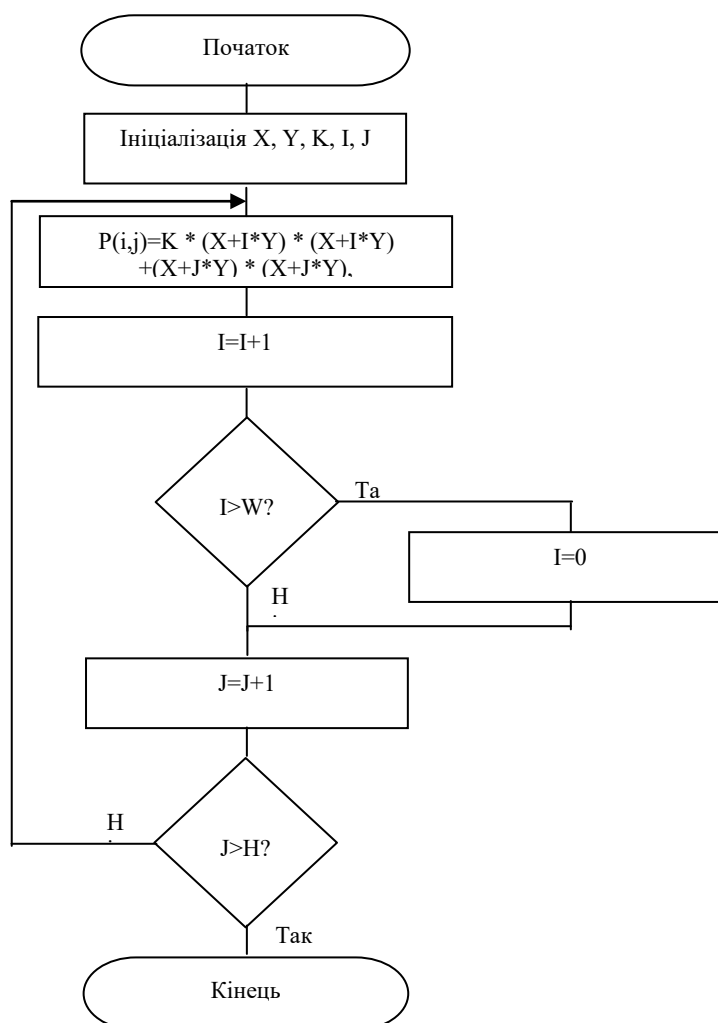 Початок
Ініціалізація X, Y, K, I, J
P(i,j)=K * (X+I*Y) * (X+I*Y)
+(X+J*Y) * (X+J*Y),
I=I+1
I>W?
Та
I=0
Н
J=J+1
Н
J>H?
Так
Кінець